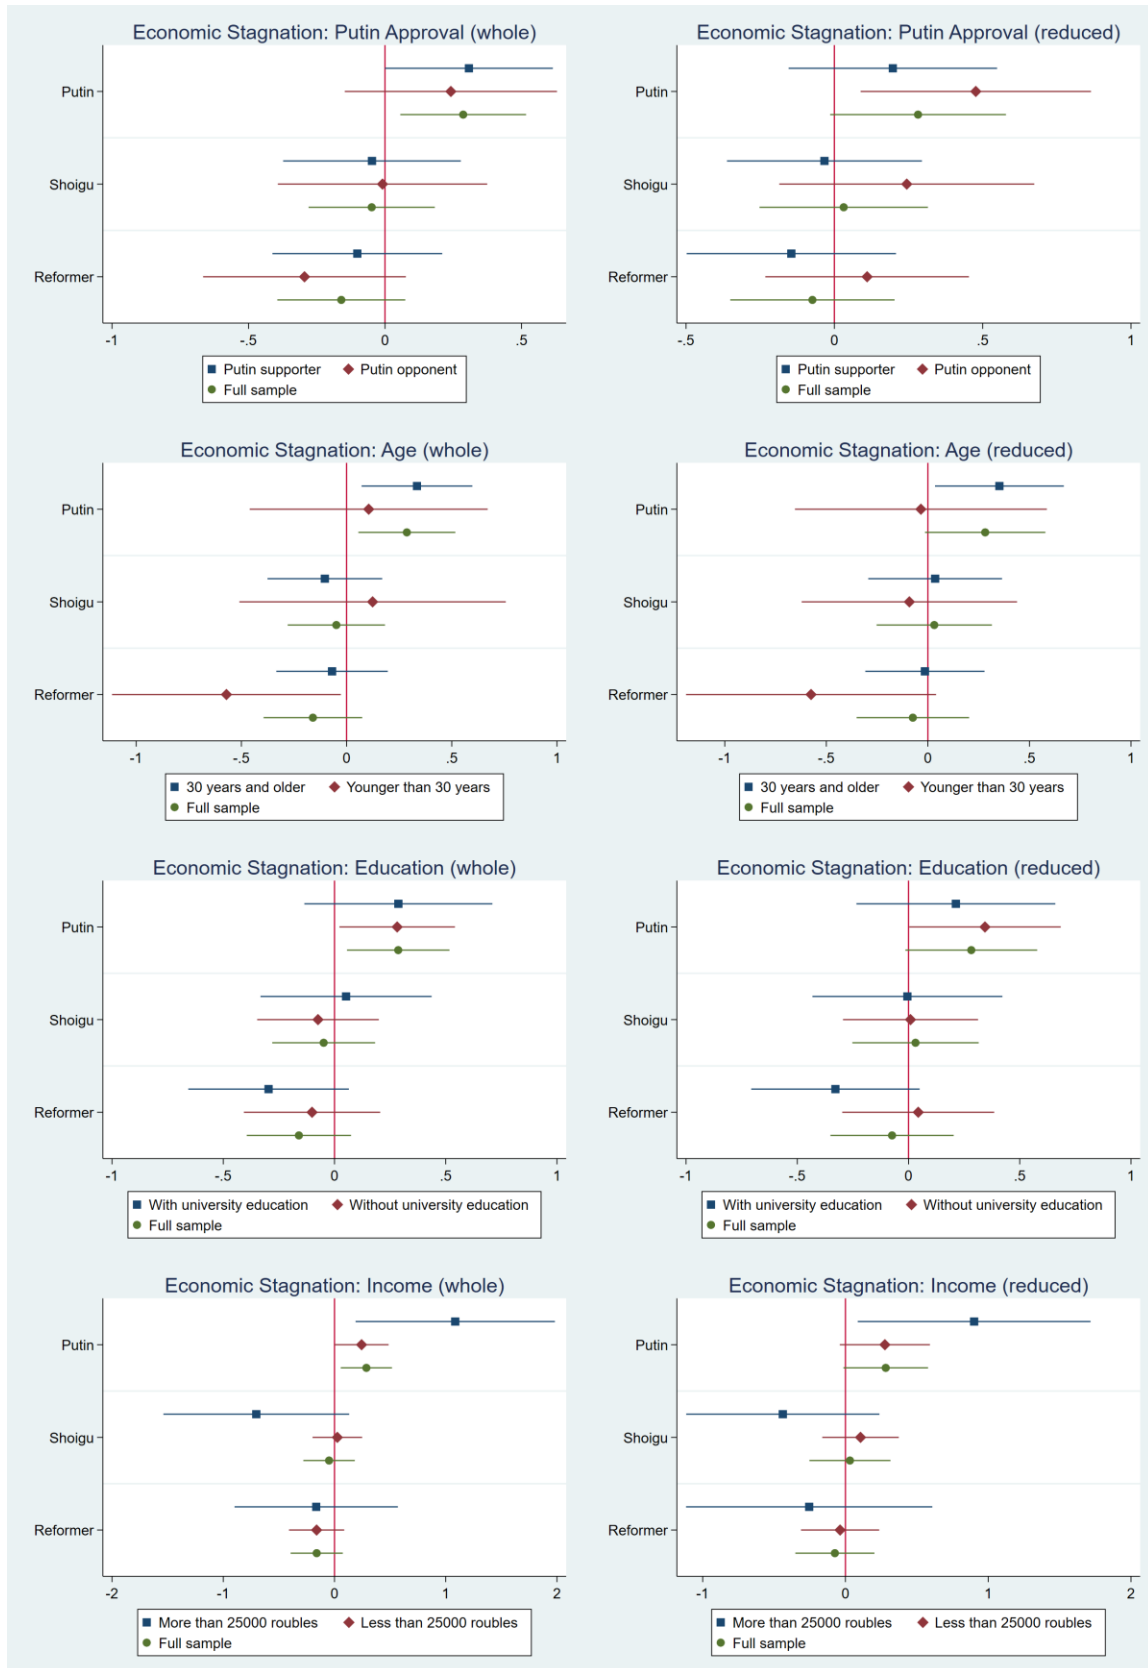 Economic Stagnation: Putin Approval (whole)
Putin
Shoigu
Reformer
-1 -.5 0 .5
Putin supporter Putin opponent
Full sample
Economic Stagnation: Putin Approval (reduced)
Putin
Shoigu
Reformer
-.5 0 .5 1
Putin supporter Putin opponent
Full sample
Economic Stagnation: Age (whole)
Putin
Shoigu
Reformer
-1 -.5 0 .5 1
30 years and older Younger than 30 years
Full sample
Economic Stagnation: Age (reduced)
Putin
Shoigu
Reformer
-1 -.5 0 .5 1
30 years and older Younger than 30 years
Full sample
Economic Stagnation: Education (whole)
Putin
Shoigu
Reformer
-1 -.5 0 .5 1
With university education Without university education
Full sample
Economic Stagnation: Education (reduced)
Putin
Shoigu
Reformer
-1 -.5 0 .5 1
With university education Without university education
Full sample
Economic Stagnation: Income (whole)
Putin
Shoigu
Reformer
-2 -1 0 1 2
More than 25000 roubles Less than 25000 roubles
Full sample
Economic Stagnation: Income (reduced)
Putin
Shoigu
Reformer
-1 0 1 2
More than 25000 roubles Less than 25000 roubles
Full sample